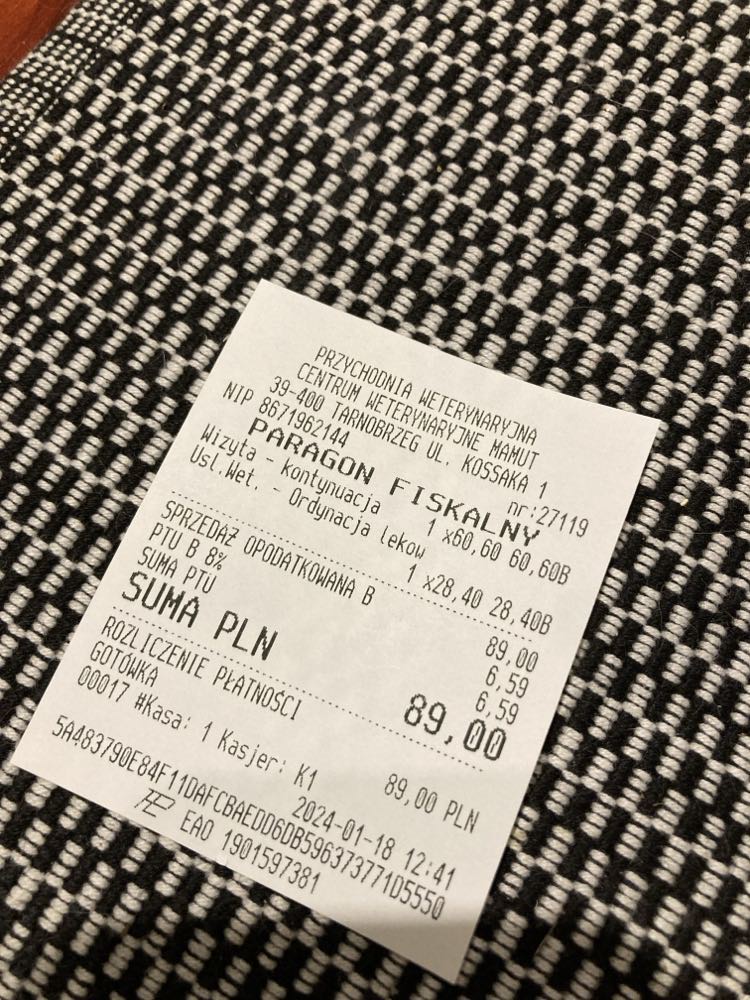 PRZYCHODNIA WETERYNARYJNA
CENTRUM WETERYNARYJNE MAMUT
39-400 TARNOBRZEG UL. KOSSAKA 1
NIP 8671962144 nr:27119
PARAGON FISKALNY
Wizyta - kontynuacja 1 x60,60 60,60B
Usl.Wet. - Ordynacja lekow
1 x28,40 28,40B
SPRZEDAŻ OPODATKOWANA B 89,00
PTU B 8% 6,59
SUMA PTU 6,59
SUMA PLN 89,00
ROZLICZENIE PŁATNOŚCI
GOTÓWKA 89,00 PLN
00017 #Kasa: 1 Kasjer: K1 2024-01-18 12:41
5A483790E84F11DAFCBAEDD6DB596373771D5550
EAO 1901597381